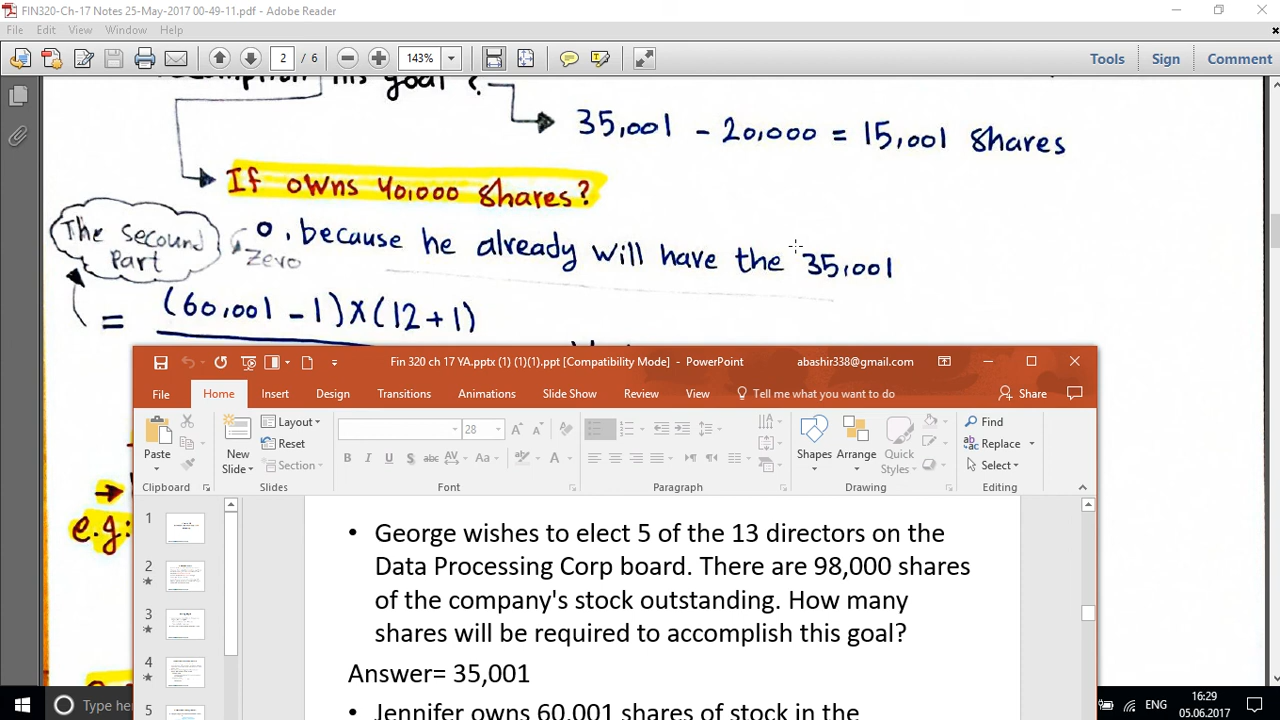 FIN320-Ch-17 Notes 25-May-2017 00-49-11.pdf - Adobe Reader
File Edit View Window Help
2 / 6 143% Tools Sign Comment
his goal?
35,001 - 20,000 = 15,001 shares
If owns 40,000 shares?
The secound Part
0, because he already will have the 35,001
Zero
= (60,001 - 1) X (12 + 1)
e.g:
Fin 320 ch 17 YA.pptx (1) (1)(1).ppt [Compatibility Mode] - PowerPoint abashir338@gmail.com
File Home Insert Design Transitions Animations Slide Show Review View Tell me what you want to do Share
Paste New Slide Layout Reset Section 28 Shapes Arrange Quick Styles Find Replace Select
Clipboard Slides Font Paragraph Drawing Editing
1
2
3
4
5
• George wishes to elect 5 of the 13 directors on the
Data Processing Corp board. There are 98,000 shares
of the company's stock outstanding. How many
shares will be required to accomplish this goal?
Answer= 35,001
• Jennifer owns 60,001 shares of stock in the
Type here ENG 16:29
05.06.2017